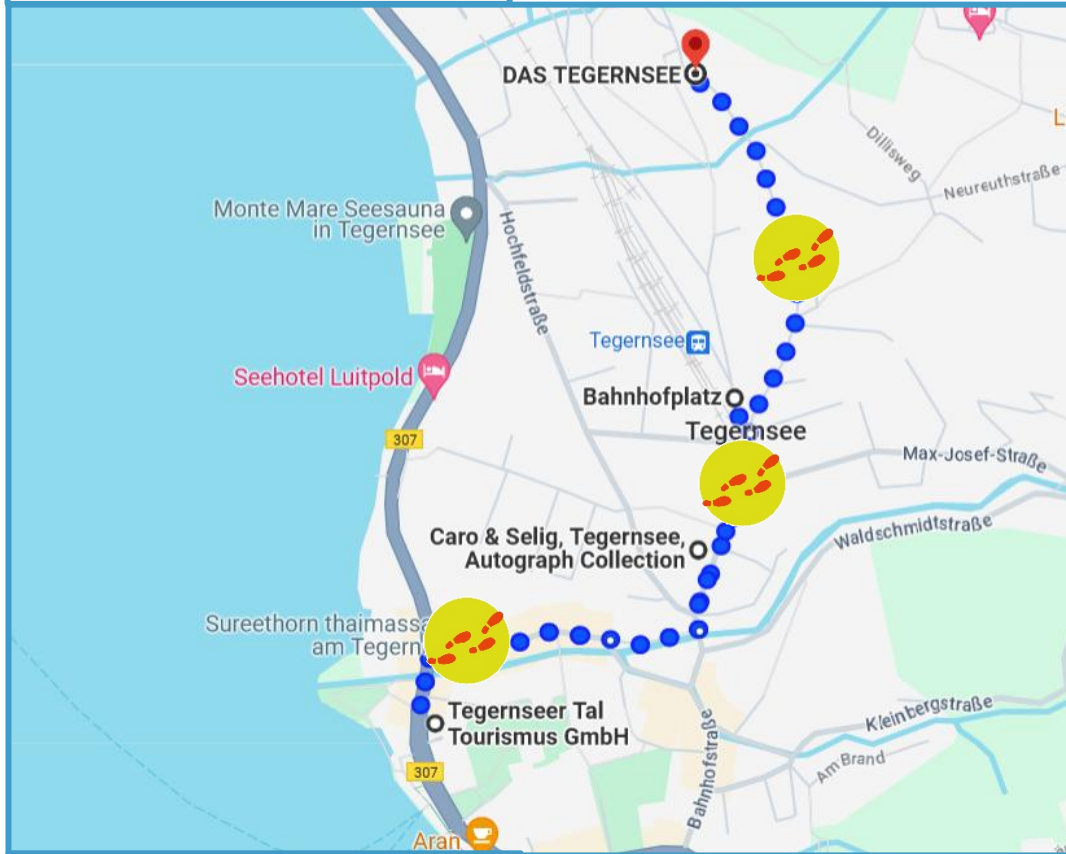 DAS TEGERNSEE
L
Dillisweg
Neureuthstraße
Monte Mare Seesauna
in Tegernsee
Hochfeldstraße
Tegernsee
Seehotel Luitpold
Bahnhofplatz
Tegernsee
307
Max-Josef-Straße
Waldschmidtstraße
Caro & Selig, Tegernsee,
Autograph Collection
Sureethorn thaimassa
am Tegern
Tegernseer Tal
Tourismus GmbH
Kleinbergstraße
Bahnhofstraße
Am Brand
307
Aran